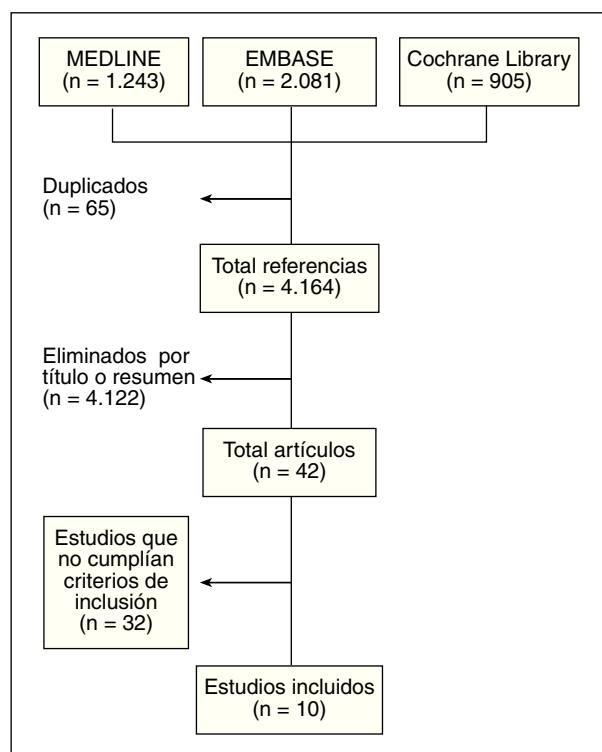 MEDLINE
(n = 1.243)
EMBASE
(n = 2.081)
Cochrane Library
(n = 905)
Duplicados
(n = 65)
Total referencias
(n = 4.164)
Eliminados por
título o resumen
(n = 4.122)
Total artículos
(n = 42)
Estudios que
no cumplían
criterios de
inclusión
(n = 32)
Estudios incluidos
(n = 10)